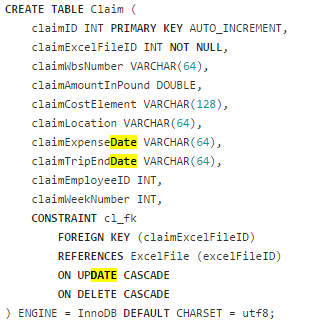 CREATE TABLE Claim (
    claimID INT PRIMARY KEY AUTO_INCREMENT,
    claimExcelFileID INT NOT NULL,
    claimWbsNumber VARCHAR(64),
    claimAmountInPound DOUBLE,
    claimCostElement VARCHAR(128),
    claimLocation VARCHAR(64),
    claimExpenseDate VARCHAR(64),
    claimTripEndDate VARCHAR(64),
    claimEmployeeID INT,
    claimWeekNumber INT,
    CONSTRAINT cl_fk
        FOREIGN KEY (claimExcelFileID)
        REFERENCES ExcelFile (excelFileID)
        ON UPDATE CASCADE
        ON DELETE CASCADE
) ENGINE = InnoDB DEFAULT CHARSET = utf8;